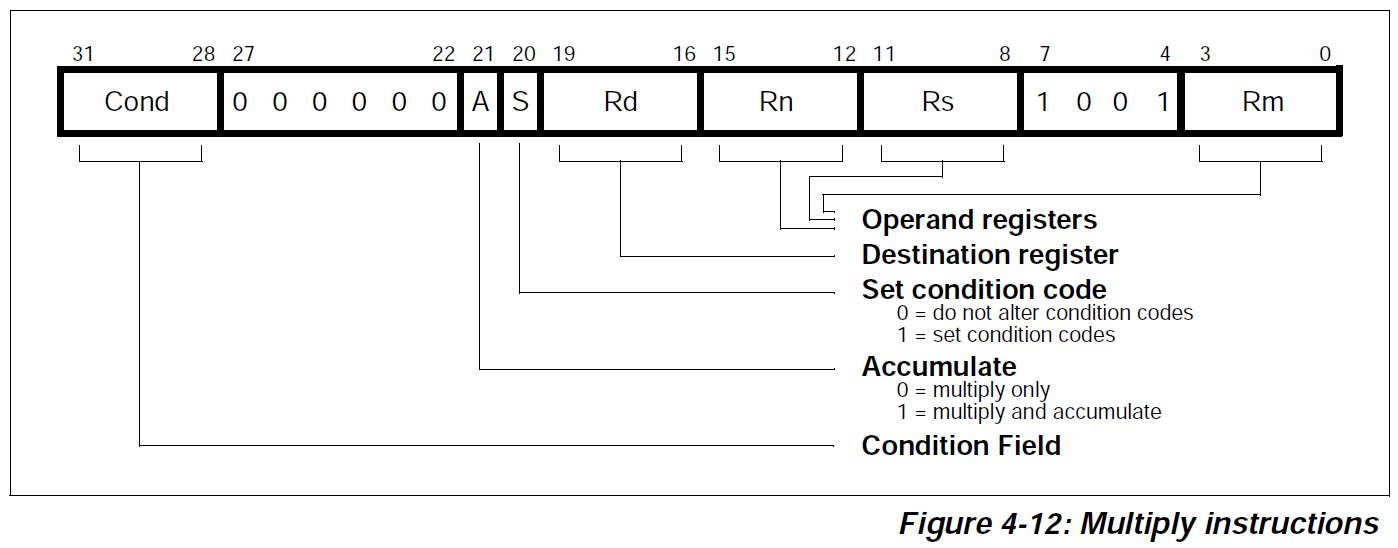 31 28 27 22 21 20 19 16 15 12 11 8 7 4 3 0
Cond 0 0 0 0 0 0 A S Rd Rn Rs 1 0 0 1 Rm
Operand registers
Destination register
Set condition code
0 = do not alter condition codes
1 = set condition codes
Accumulate
0 = multiply only
1 = multiply and accumulate
Condition Field
Figure 4-12: Multiply instructions